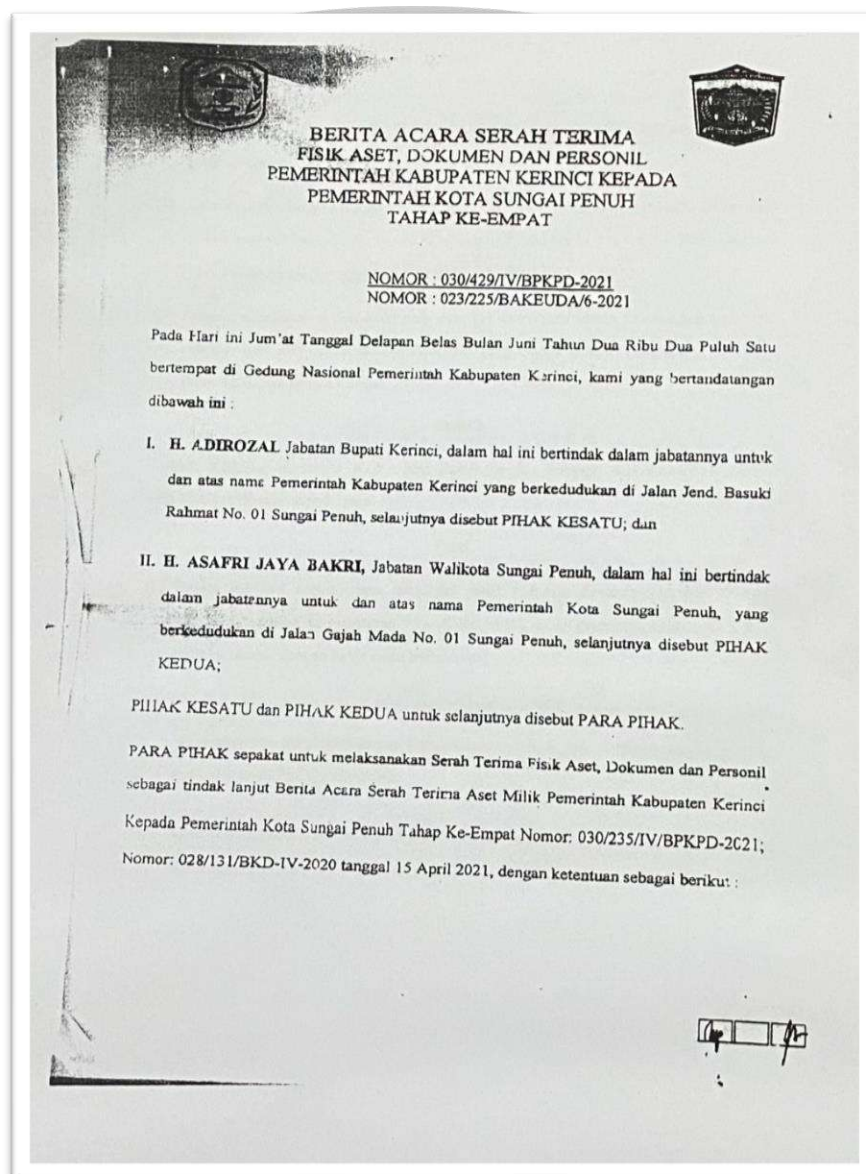 BERITA ACARA SERAH TERIMA
FISIK ASET, DOKUMEN DAN PERSONIL
PEMERINTAH KABUPATEN KERINCI KEPADA
PEMERINTAH KOTA SUNGAI PENUH
TAHAP KE-EMPAT
NOMOR : 030/429/IV/BPKPD-2021
NOMOR : 023/225/BAKEUDA/6-2021
Pada Hari ini Jum'at Tanggal Delapan Belas Bulan Juni Tahun Dua Ribu Dua Puluh Satu
bertempat di Gedung Nasional Pemerintah Kabupaten Kerinci, kami yang bertandatangan
dibawah ini :
I. H. ADIROZAL Jabatan Bupati Kerinci, dalam hal ini bertindak dalam jabatannya untuk
dan atas name Pemerintah Kabupaten Kerinci yang berkedudukan di Jalan Jend. Basuki
Rahmat No. 01 Sungai Penuh, selanjutnya disebut PIHAK KESATU; dan
II. H. ASAFRI JAYA BAKRI, Jabatan Walikota Sungai Penuh, dalam hal ini bertindak
dalam jabatannya untuk dan atas nama Pemerintah Kota Sungai Penuh, yang
berkedudukan di Jalan Gajah Mada No. 01 Sungai Penuh, selanjutnya disebut PIHAK
KEDUA;
PIHAK KESATU dan PIHAK KEDUA untuk selanjutnya disebut PARA PIHAK.
PARA PIHAK sepakat untuk melaksanakan Serah Terima Fisik Aset, Dokumen dan Personil
sebagai tindak lanjut Berita Acara Serah Terima Aset Milik Pemerintah Kabupaten Kerinci
Kepada Pemerintah Kota Sungai Penuh Tahap Ke-Empat Nomor: 030/235/IV/BPKPD-2021;
Nomor: 028/131/BKD-IV-2020 tanggal 15 April 2021, dengan ketentuan sebagai berikut :